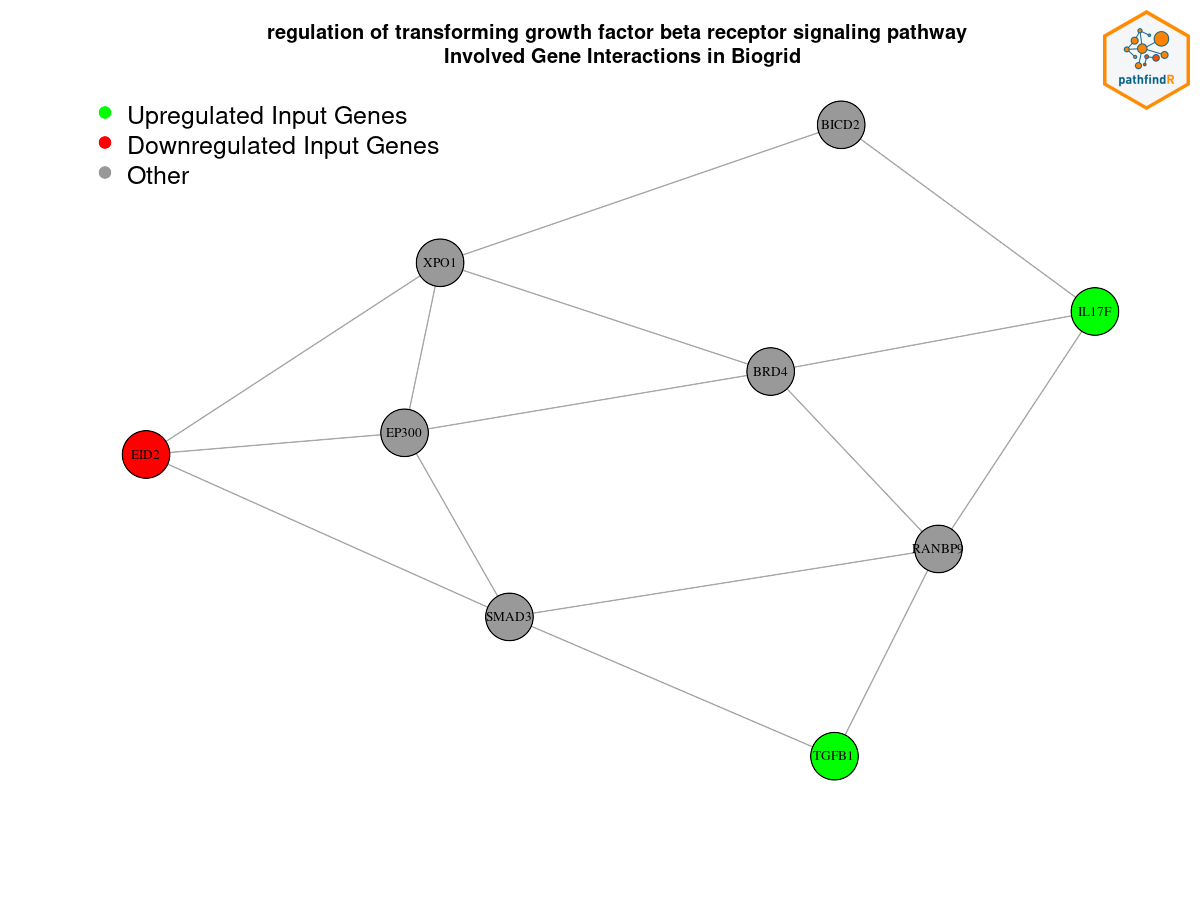 regulation of transforming growth factor beta receptor signaling pathway
Involved Gene Interactions in Biogrid
pathfindR
Upregulated Input Genes
Downregulated Input Genes
Other
BICD2
XPO1
IL17F
BRD4
EP300
EID2
RANBP9
SMAD3
TGFB1